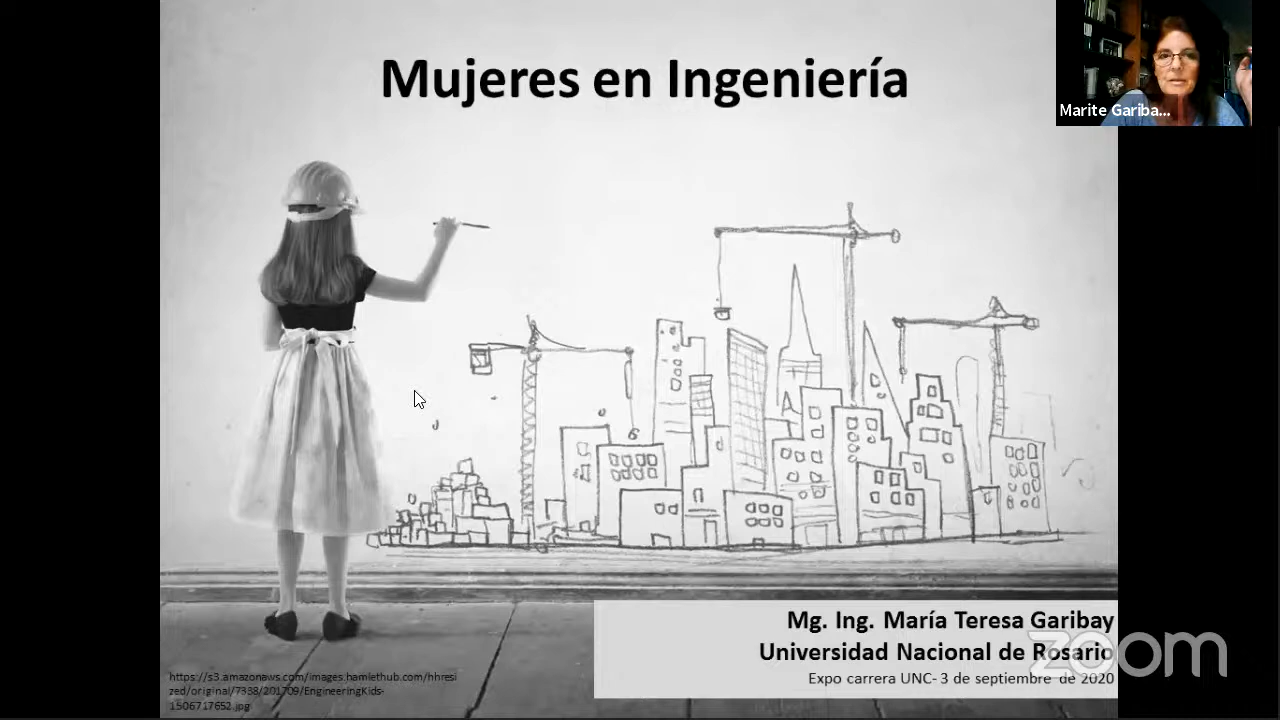 Mujeres en Ingeniería
Marite Gariba...
Mg. Ing. María Teresa Garibay
Universidad Nacional de Rosario
zoom
Expo carrera UNC- 3 de septiembre de 2020
https://s3.amazonaws.com/images.hamlethub.com/hhresi
zed/original/7338/201709/EngineeringKids-
1506717652.jpg